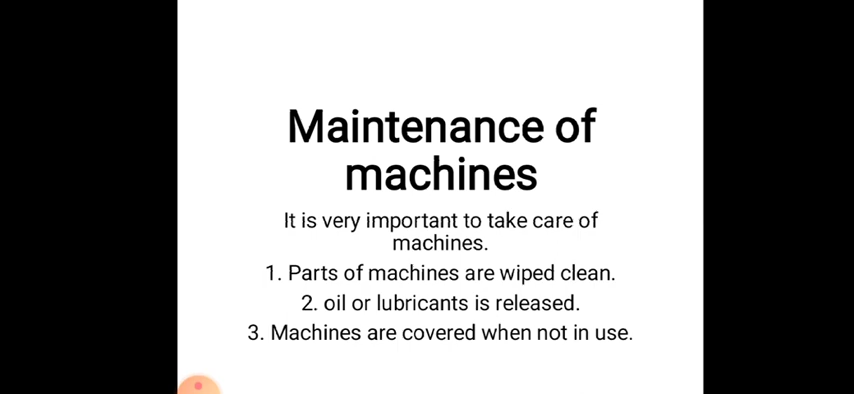 Maintenance of
machines
It is very important to take care of
machines.
1. Parts of machines are wiped clean.
2. oil or lubricants is released.
3. Machines are covered when not in use.